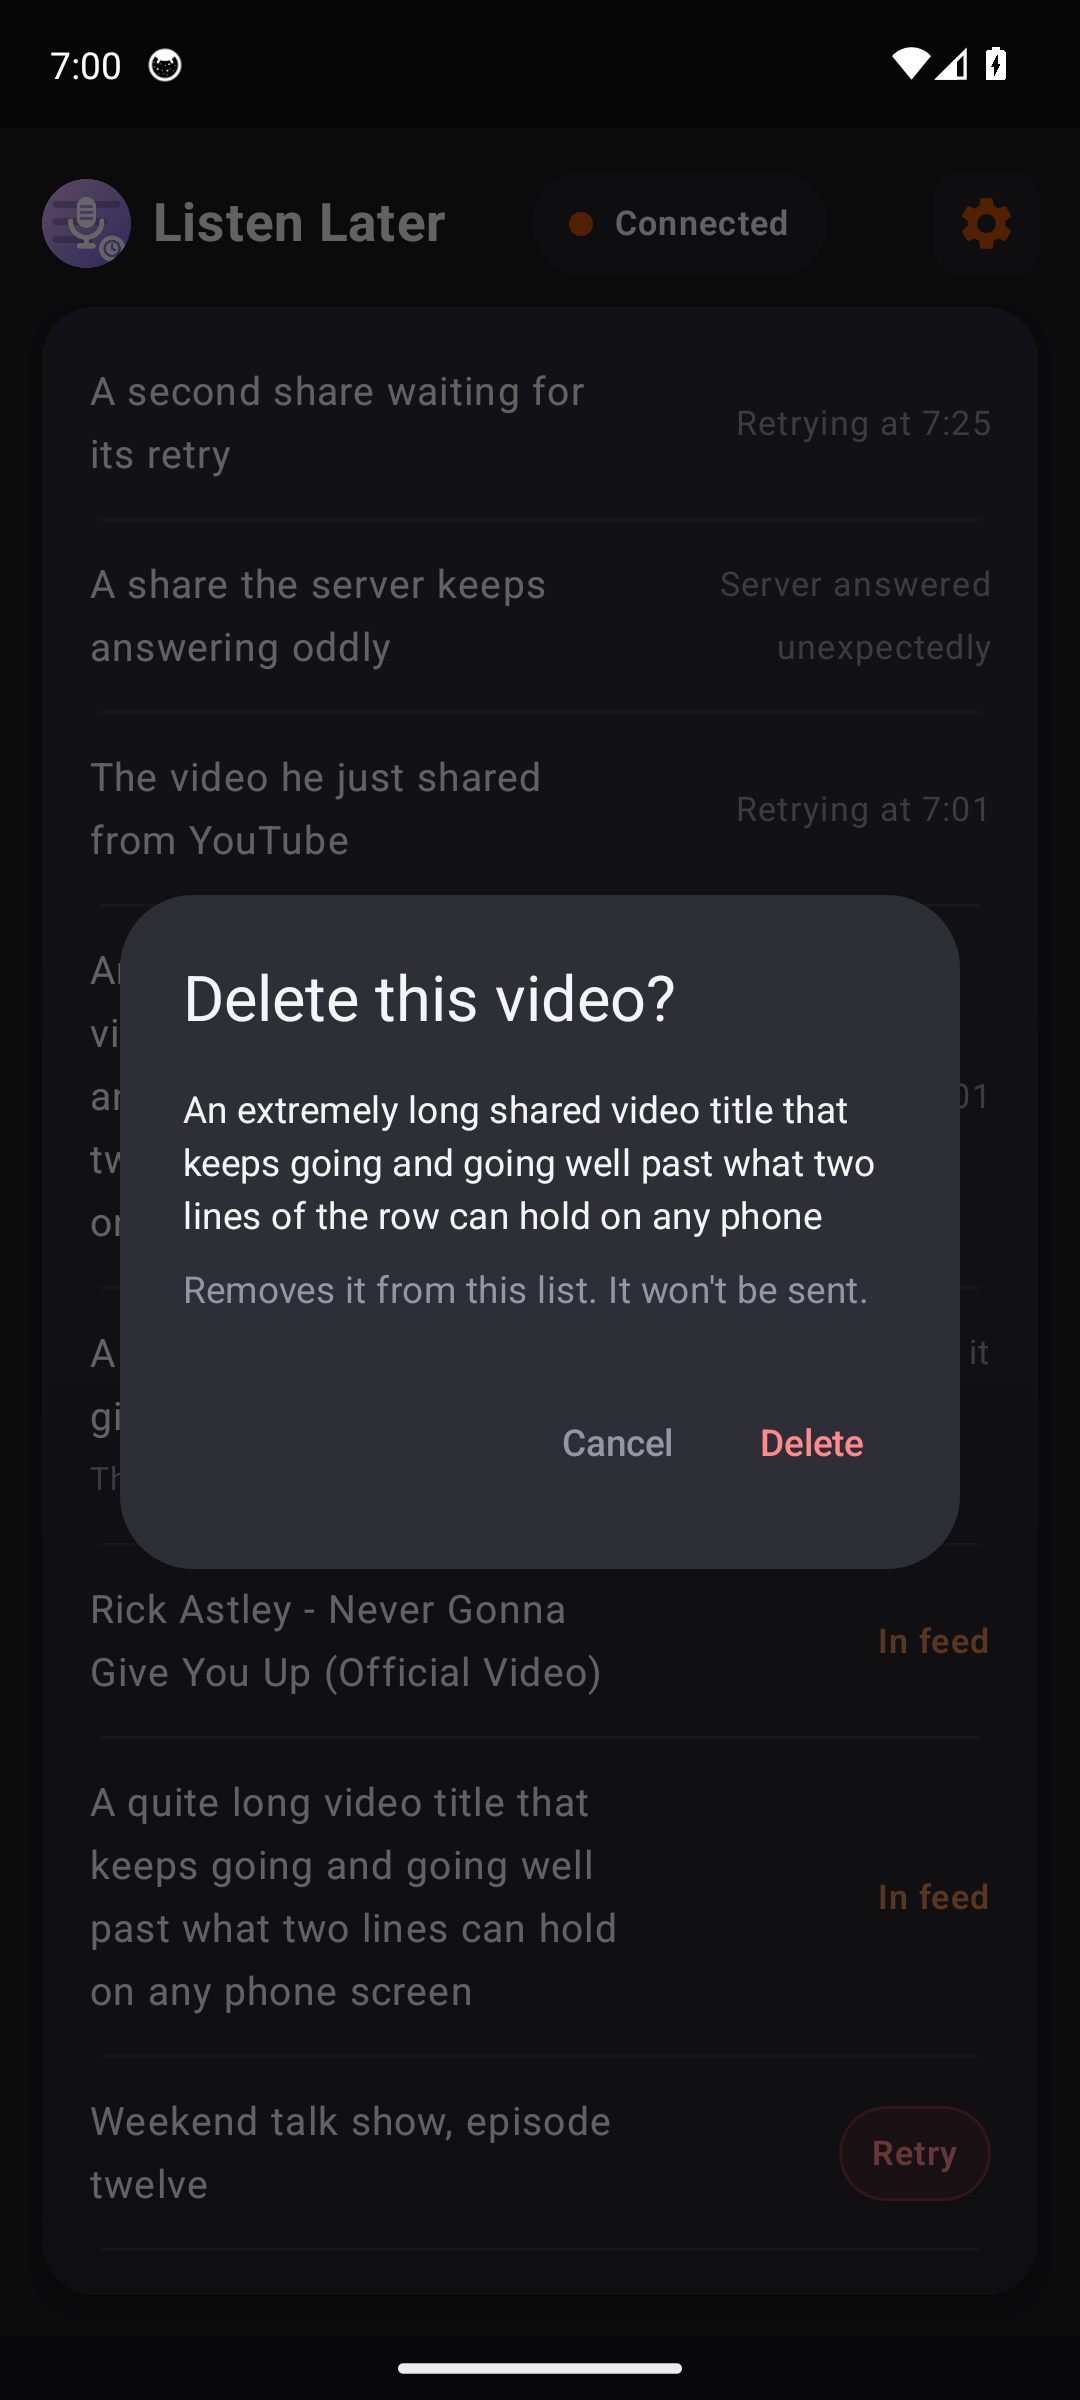 7:00
Listen Later
Connected
A second share waiting for
its retry
Retrying at 7:25
A share the server keeps
answering oddly
Server answered
unexpectedly
The video he just shared
from YouTube
Retrying at 7:01
Delete this video?
An extremely long shared video title that
keeps going and going well past what two
lines of the row can hold on any phone
Removes it from this list. It won't be sent.
Cancel
Delete
it
Rick Astley - Never Gonna
Give You Up (Official Video)
In feed
A quite long video title that
keeps going and going well
past what two lines can hold
on any phone screen
In feed
Weekend talk show, episode
twelve
Retry